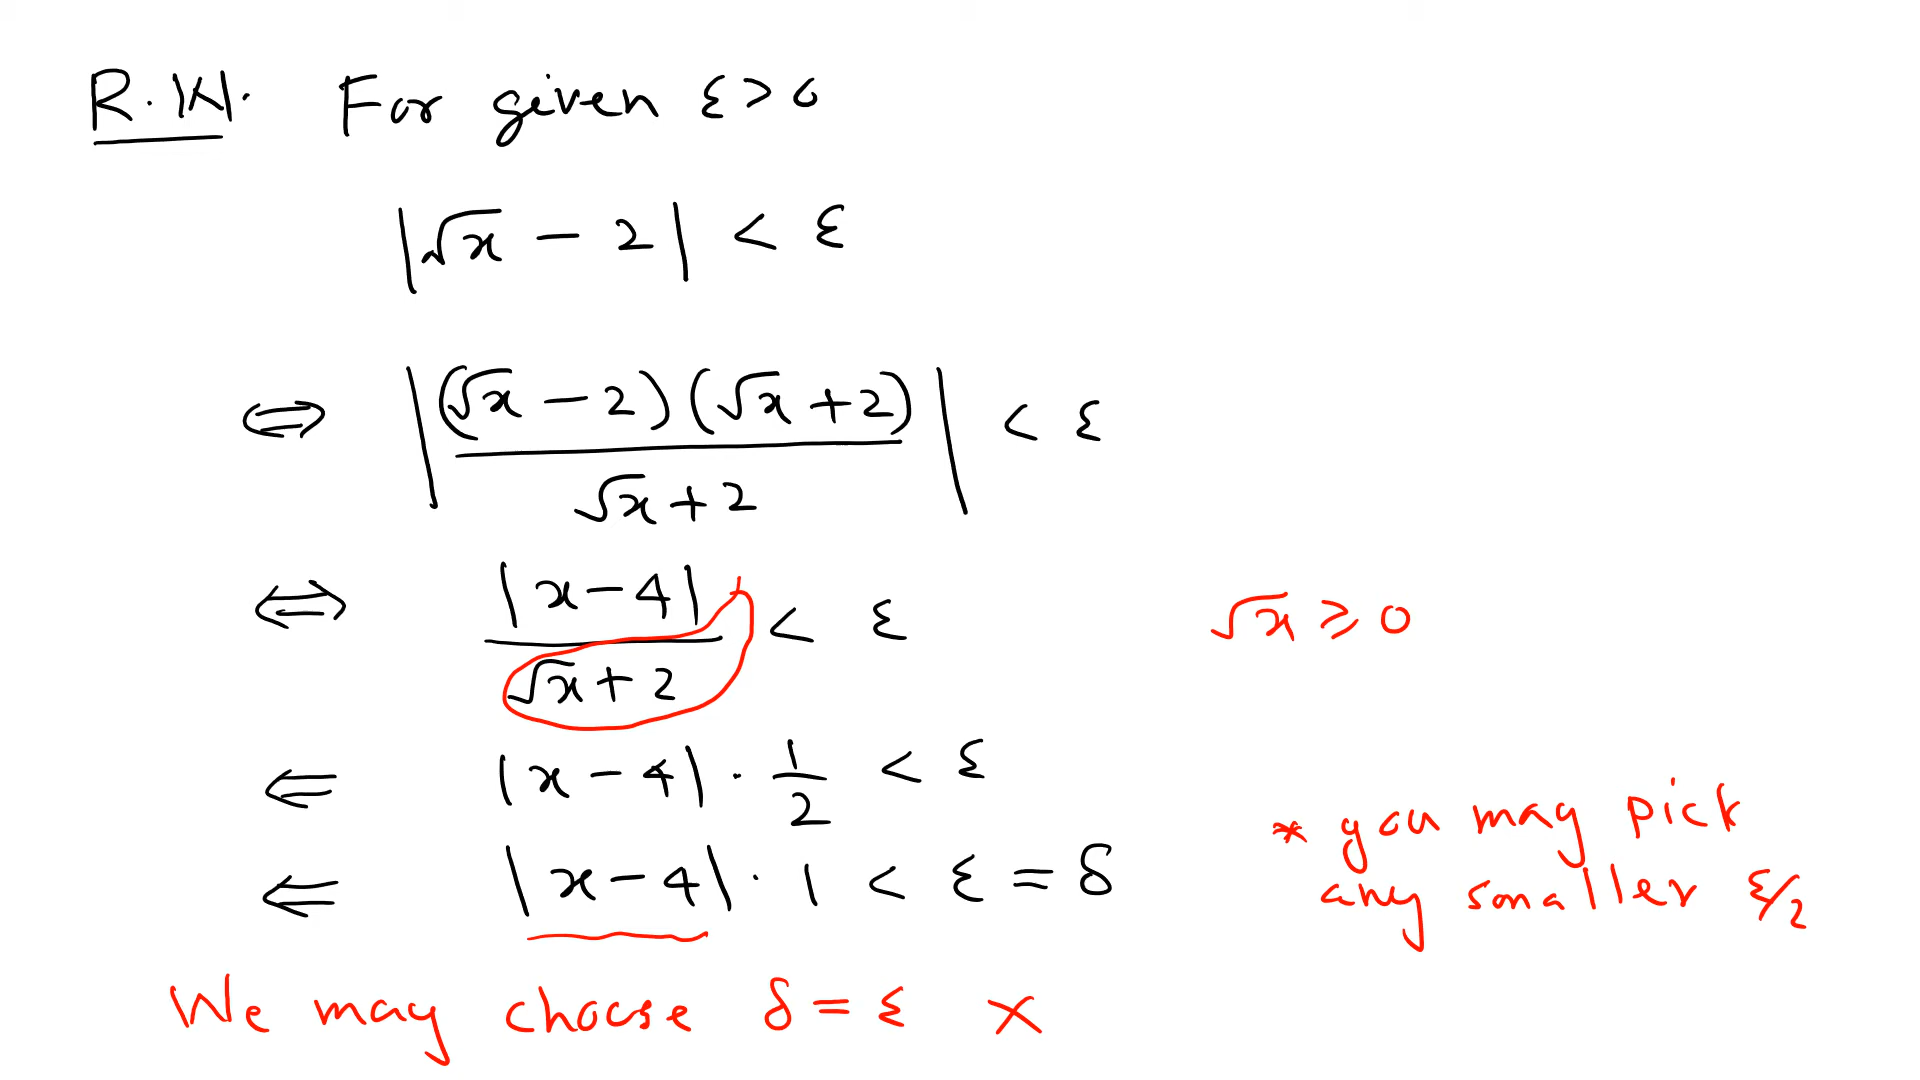 R.W. For given ε > 0
|√x − 2| < ε
⇔ |(√x − 2)(√x + 2) / √x + 2| < ε
⇔ |x − 4| / √x + 2 < ε
√x ⩾ 0
⇐ |x − 4| · 1/2 < ε
⇐ |x − 4| · 1 < ε = δ
* you may pick
any smaller ε/2
We may choose δ = ε ×